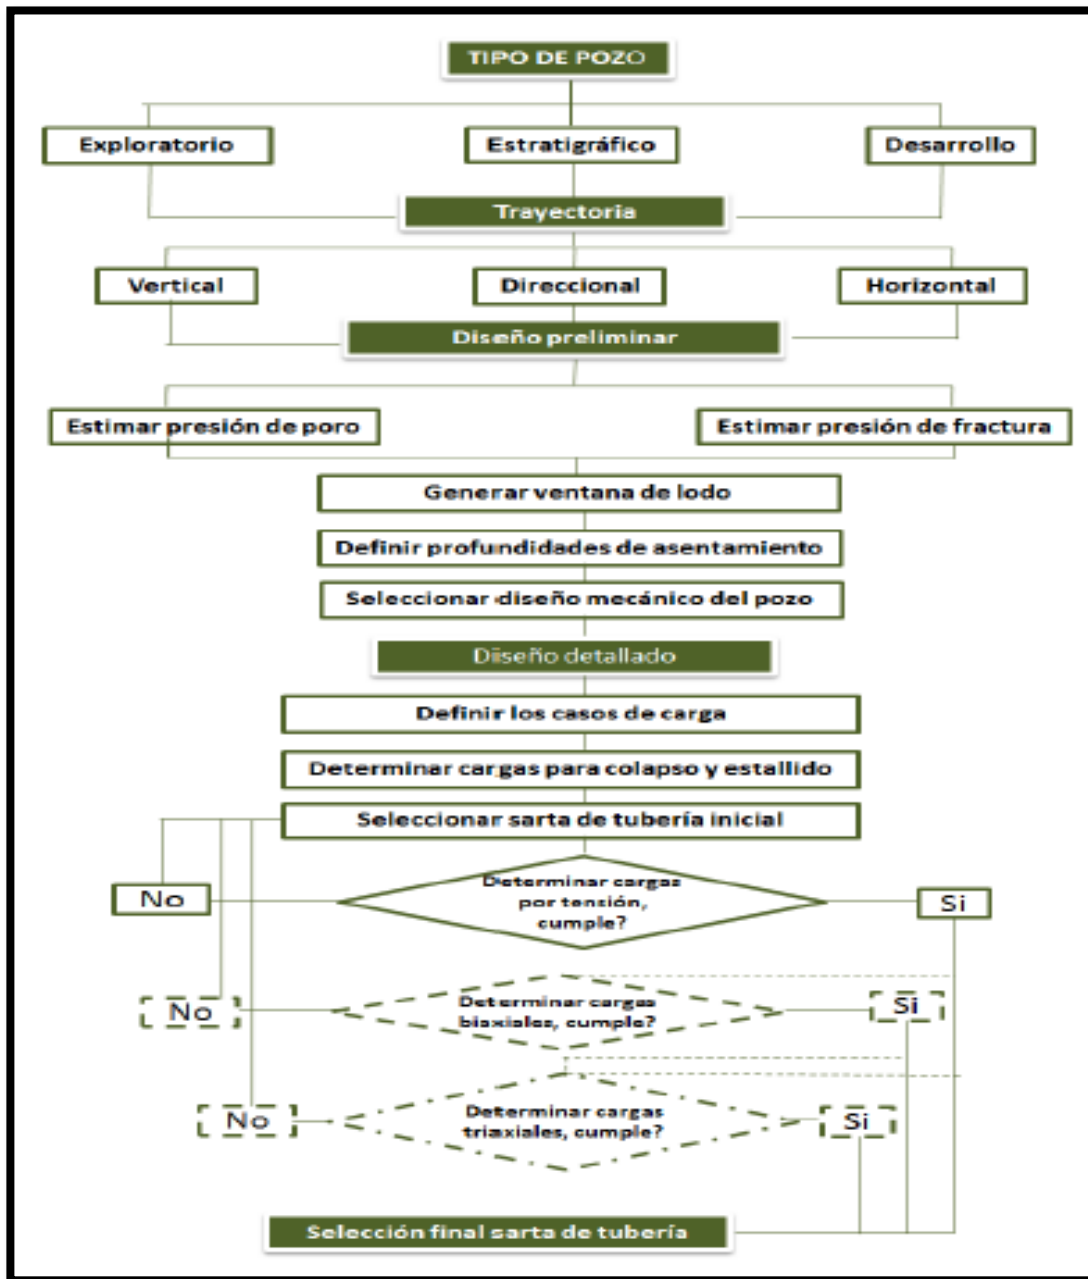 TIPO DE POZO
Exploratorio
Estratigráfico
Desarrollo
Trayectoria
Vertical
Direccional
Horizontal
Diseño preliminar
Estimar presión de poro
Estimar presión de fractura
Generar ventana de lodo
Definir profundidades de asentamiento
Seleccionar diseño mecánico del pozo
Diseño detallado
Definir los casos de carga
Determinar cargas para colapso y estallido
Seleccionar sarta de tubería inicial
No
Determinar cargas
por tensión,
cumple?
Si
No
Determinar cargas
biaxiales, cumple?
Si
No
Determinar cargas
triaxiales, cumple?
Si
Selección final sarta de tubería